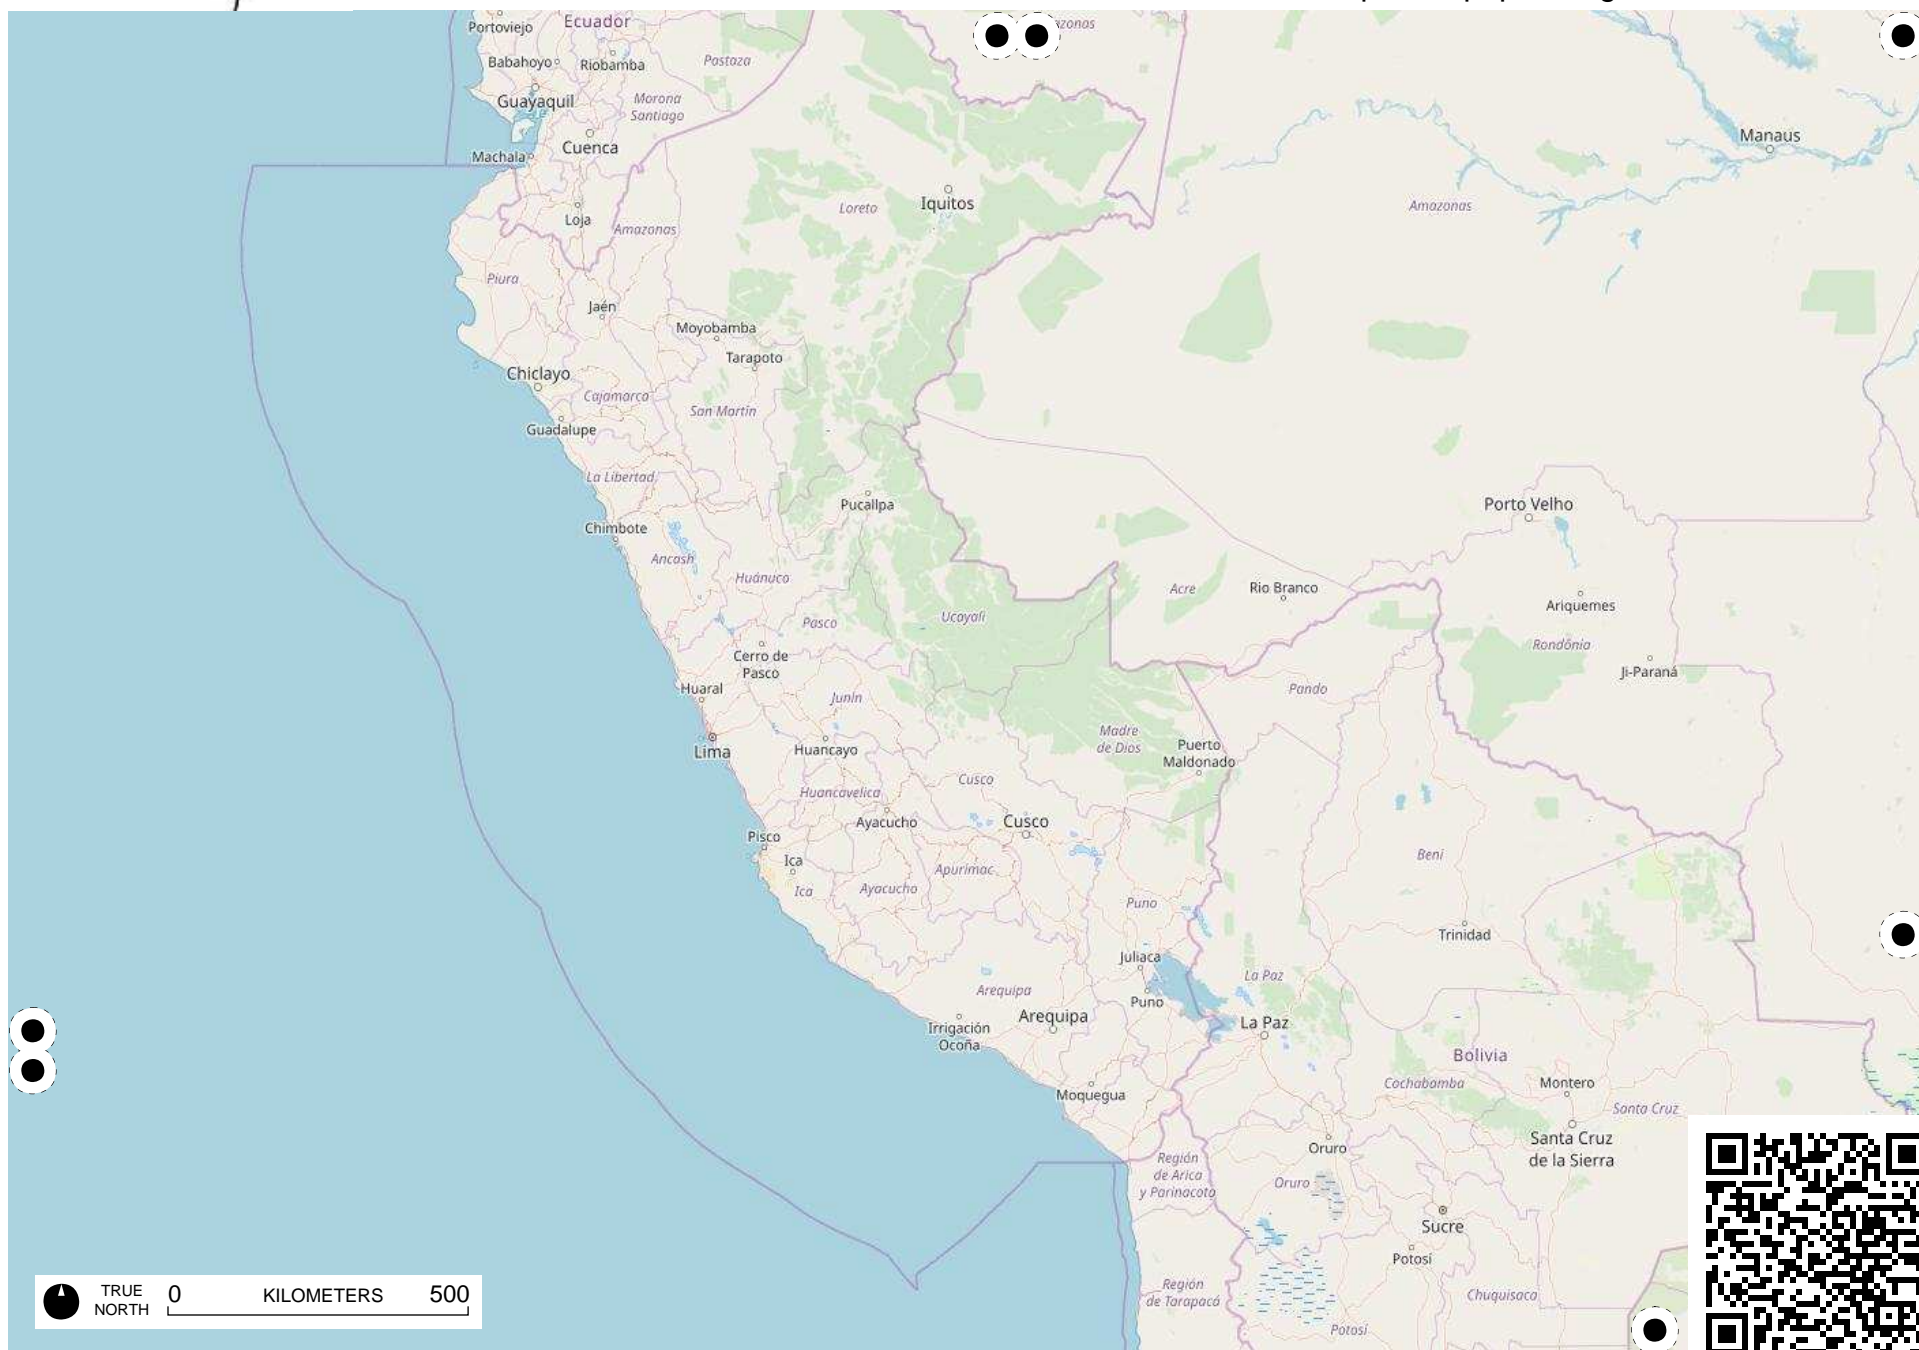 Portoviejo
Ecuador
Babahoyo
Riobamba
Pastaza
Guayaquil
Morona
Santiago
Cuenca
Machala
Manaus
Loja
Loreto
Iquitos
Amazonas
Amazonas
Piura
Jaén
Moyobamba
Tarapoto
Chiclayo
Cajamarca
San Martín
Guadalupe
La Libertad
Pucallpa
Porto Velho
Chimbote
Ancash
Huánuco
Acre
Rio Branco
Ariquemes
Pasco
Ucayali
Rondônia
Cerro de
Pasco
Ji-Paraná
Huaral
Junín
Pando
Madre
de Dios
Lima
Huancayo
Puerto
Maldonado
Cusco
Huancavelica
Ayacucho
Cusco
Pisco
Ica
Ica
Ayacucho
Apurímac
Beni
Puno
Trinidad
Juliaca
La Paz
Arequipa
Puno
Arequipa
La Paz
Irrigación
Ocoña
Bolivia
Moquegua
Cochabamba
Montero
Santa Cruz
Santa Cruz
de la Sierra
Oruro
Región
de Arica
y Parinacota
Oruro
Sucre
Potosí
Región
de Tarapacá
Chuquisaca
Potosí
TRUE
NORTH
0 KILOMETERS 500